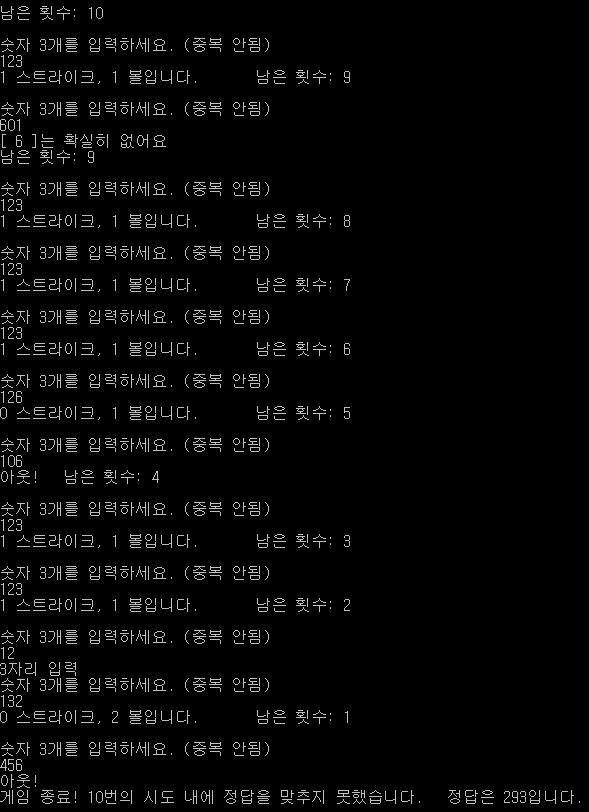 남은 횟수: 10
숫자 3개를 입력하세요. (중복 안됨)
123
1 스트라이크, 1 볼입니다. 남은 횟수: 9
숫자 3개를 입력하세요. (중복 안됨)
601
[ 6 ]는 확실히 없어요
남은 횟수: 9
숫자 3개를 입력하세요. (중복 안됨)
123
1 스트라이크, 1 볼입니다. 남은 횟수: 8
숫자 3개를 입력하세요. (중복 안됨)
123
1 스트라이크, 1 볼입니다. 남은 횟수: 7
숫자 3개를 입력하세요. (중복 안됨)
123
1 스트라이크, 1 볼입니다. 남은 횟수: 6
숫자 3개를 입력하세요. (중복 안됨)
126
0 스트라이크, 1 볼입니다. 남은 횟수: 5
숫자 3개를 입력하세요. (중복 안됨)
106
아웃! 남은 횟수: 4
숫자 3개를 입력하세요. (중복 안됨)
123
1 스트라이크, 1 볼입니다. 남은 횟수: 3
숫자 3개를 입력하세요. (중복 안됨)
123
1 스트라이크, 1 볼입니다. 남은 횟수: 2
숫자 3개를 입력하세요. (중복 안됨)
12
3자리 입력
숫자 3개를 입력하세요. (중복 안됨)
132
0 스트라이크, 2 볼입니다. 남은 횟수: 1
숫자 3개를 입력하세요. (중복 안됨)
456
아웃!
게임 종료! 10번의 시도 내에 정답을 맞추지 못했습니다. 정답은 293입니다.